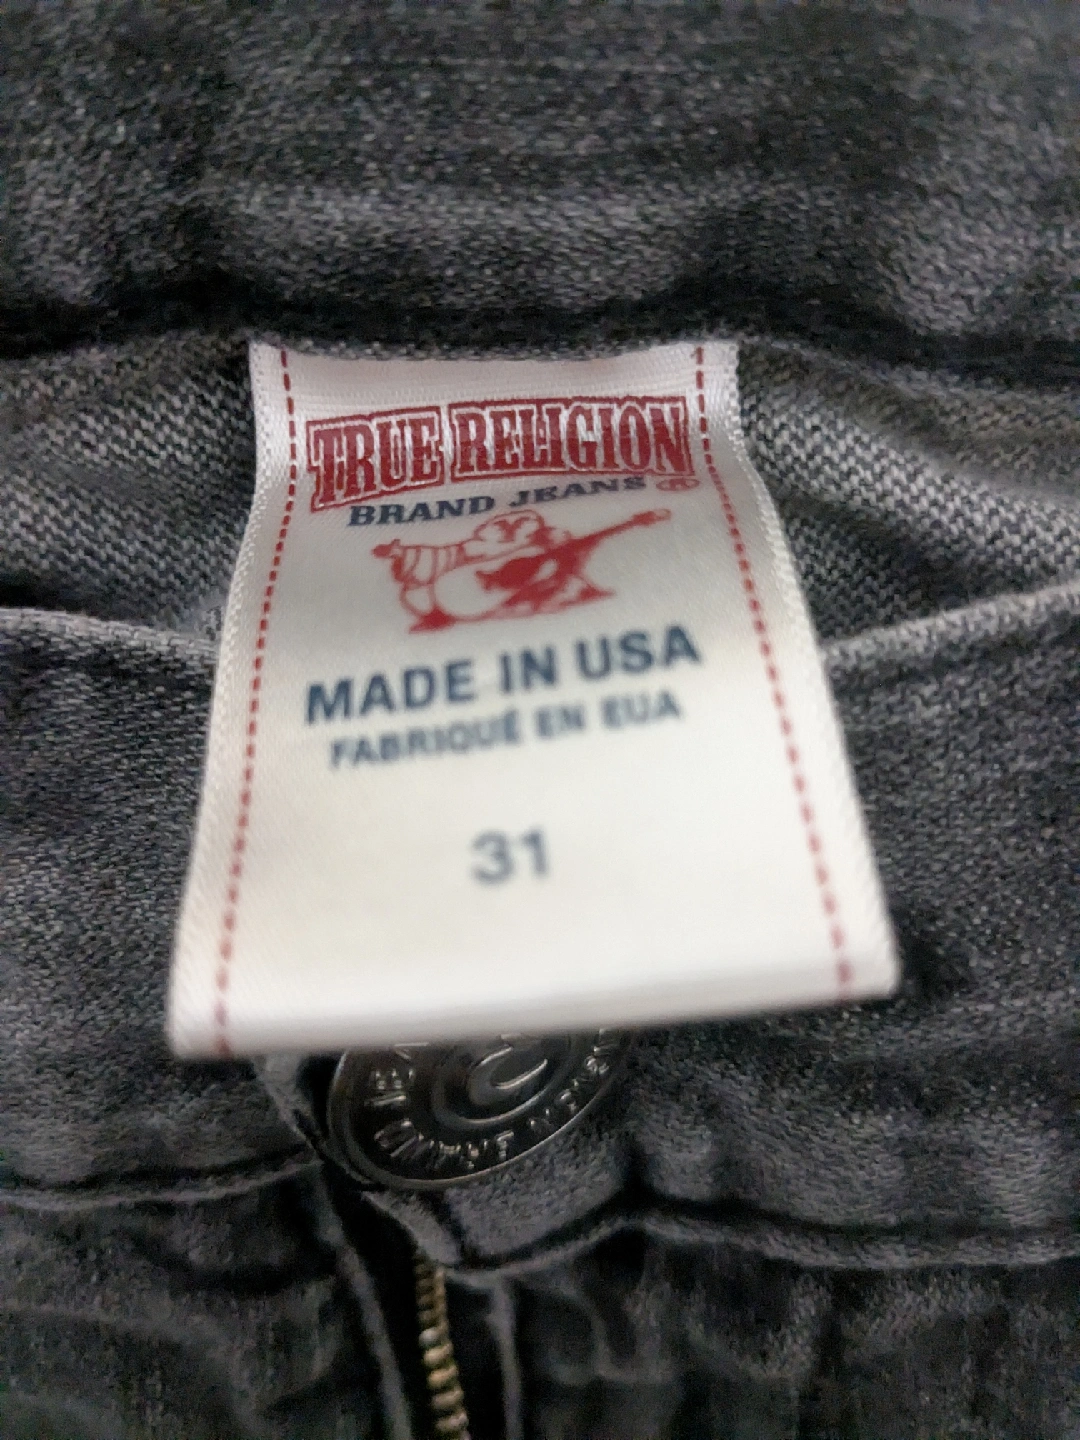 TRUE RELIGION
BRAND JEANS ®
MADE IN USA
FABRIQUÉ EN EUA
31